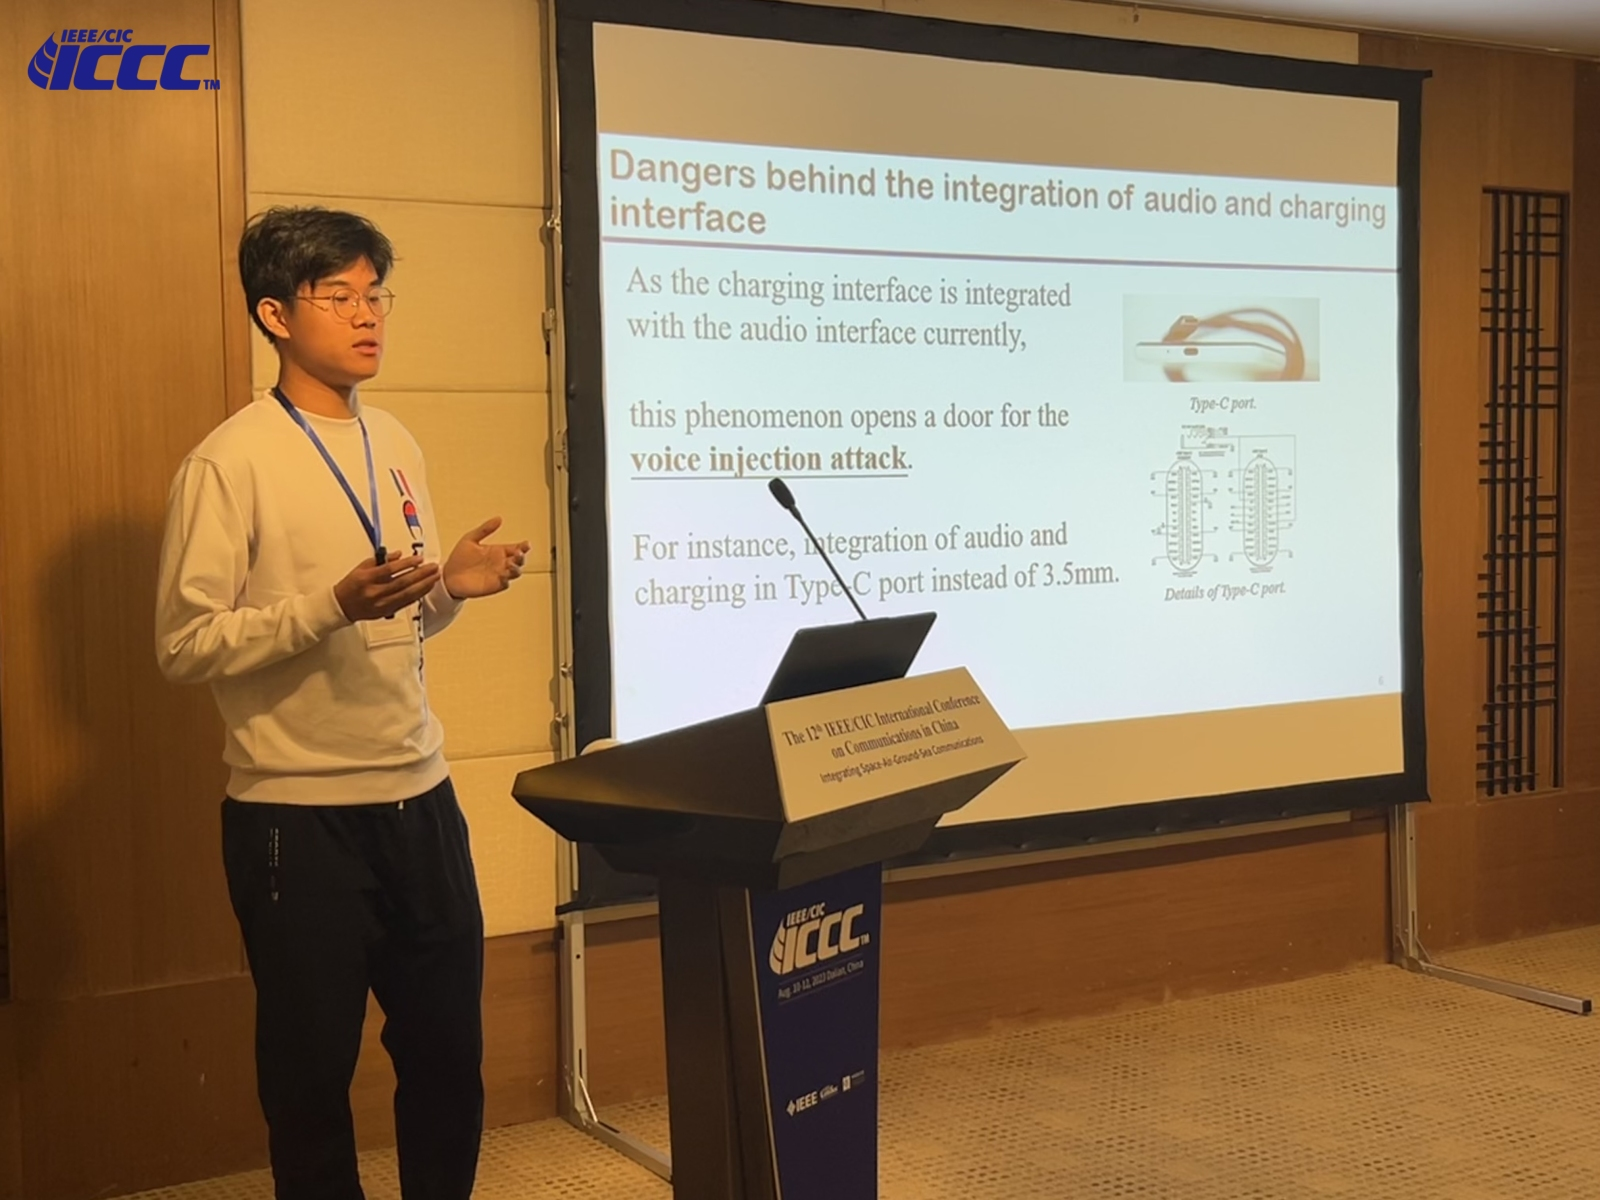 IEEE/CIC
ICCC™
Dangers behind the integration of audio and charging
interface
As the charging interface is integrated
with the audio interface currently,
this phenomenon opens a door for the
voice injection attack.
For instance, integration of audio and
charging in Type-C port instead of 3.5mm.
Type-C port.
Details of Type-C port.
6
The 12th IEEE/CIC International Conference
on Communications in China
Integrating Space-Air-Ground-Sea Communications
IEEE/CIC
ICCC™
Aug. 10-12, 2023 Dalian, China
IEEE